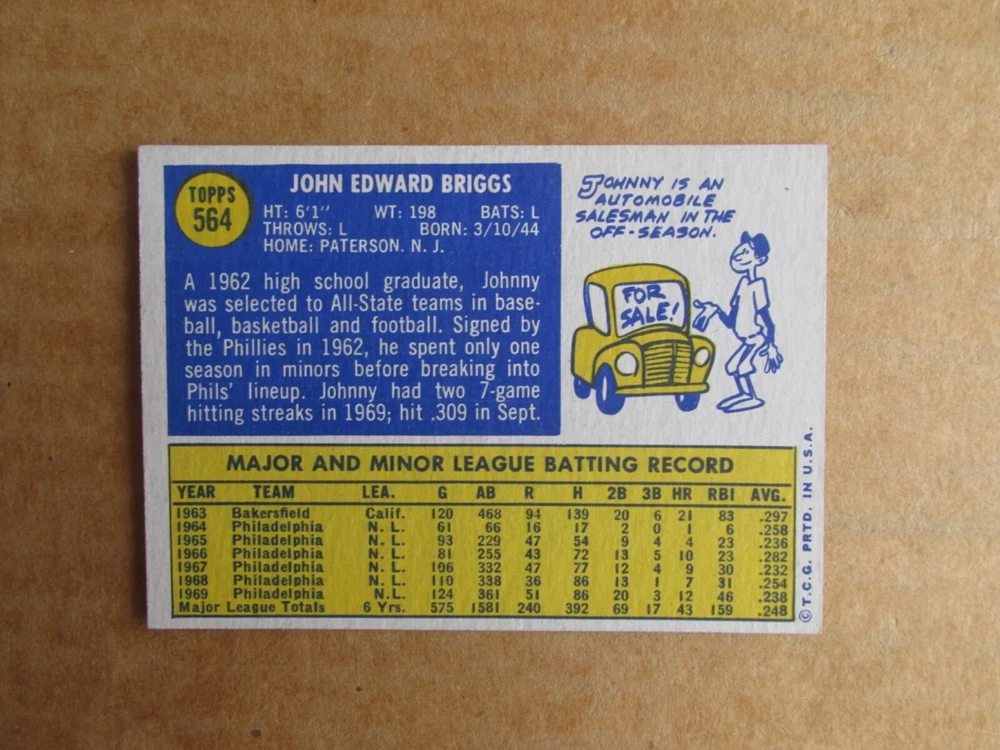 TOPPS
564
JOHN EDWARD BRIGGS
HT: 6'1" WT: 198 BATS: L
THROWS: L BORN: 3/10/44
HOME: PATERSON. N. J.
A 1962 high school graduate, Johnny
was selected to All-State teams in base-
ball, basketball and football. Signed by
the Phillies in 1962, he spent only one
season in minors before breaking into
Phils' lineup. Johnny had two 7-game
hitting streaks in 1969; hit .309 in Sept.
JOHNNY IS AN
AUTOMOBILE
SALESMAN IN THE
OFF-SEASON.
FOR
SALE!
MAJOR AND MINOR LEAGUE BATTING RECORD
YEAR TEAM LEA. G AB R H 2B 3B HR RBI AVG.
1963 Bakersfield Calif. 120 468 94 139 20 6 21 83 .297
1964 Philadelphia N. L. 61 66 16 17 2 0 1 6 .258
1965 Philadelphia N. L. 93 229 47 54 9 4 4 23 .236
1966 Philadelphia N. L. 81 255 43 72 13 5 10 23 .282
1967 Philadelphia N. L. 106 332 47 77 12 4 9 30 .232
1968 Philadelphia N. L. 110 338 36 86 13 1 7 31 .254
1969 Philadelphia N.L. 124 361 51 86 20 3 12 46 .238
Major League Totals 6 Yrs. 575 1581 240 392 69 17 43 159 .248
©T.C.G. PRTD. IN U.S.A.